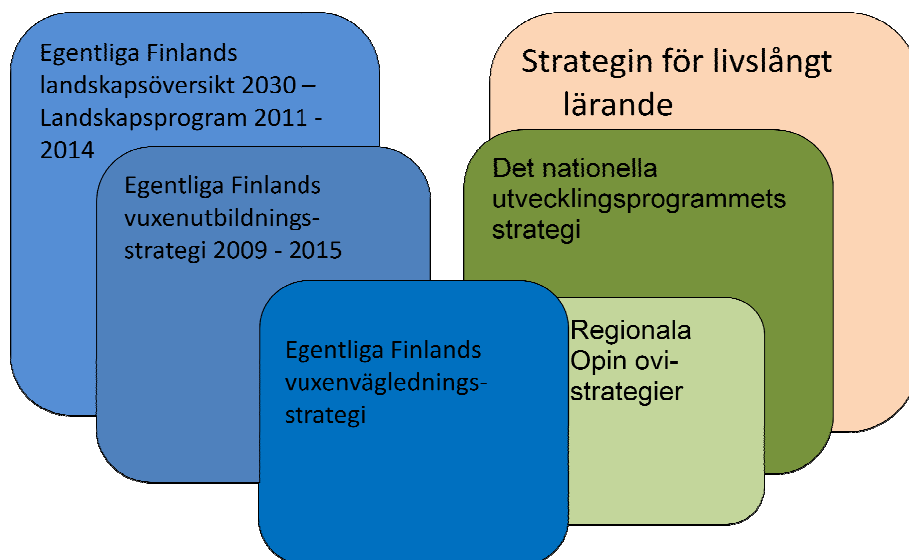 Egentliga Finlands
landskapsöversikt 2030 –
Landskapsprogram 2011 -
2014
Egentliga Finlands
vuxenutbildnings-
strategi 2009 - 2015
Egentliga Finlands
vuxenväglednings-
strategi
Strategin för livslångt
lärande
Det nationella
utvecklingsprogrammets
strategi
Regionala
Opin ovi-
strategier